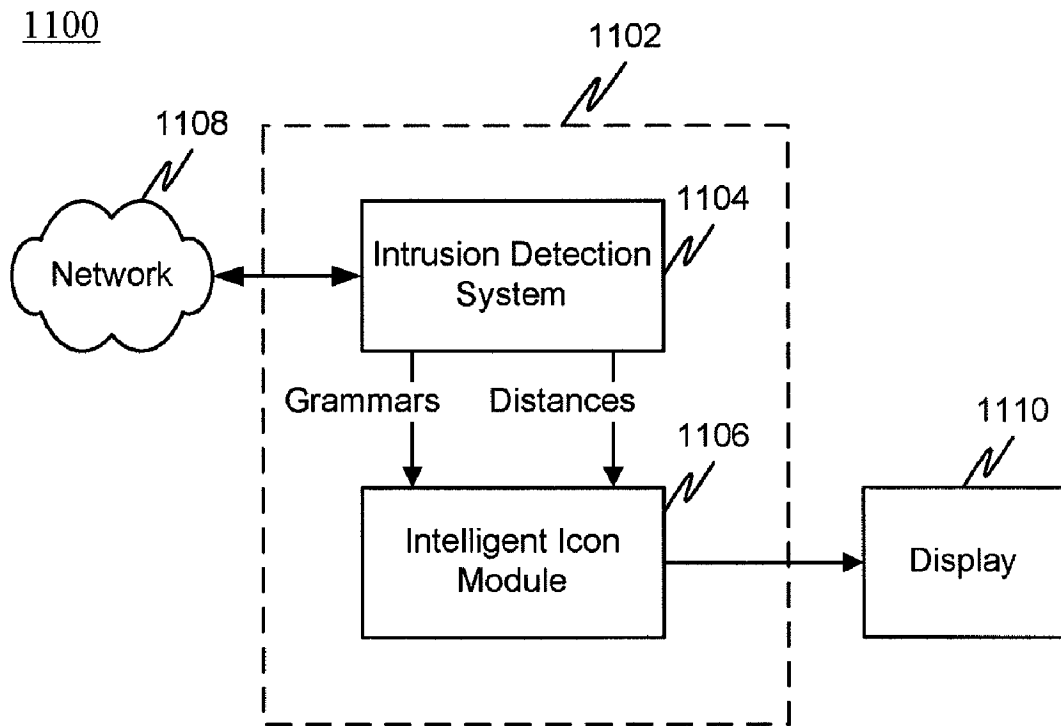 1100
1102
1108
1104
Intrusion Detection
System
Network
Grammars
Distances
1106
1110
Intelligent Icon
Module
Display